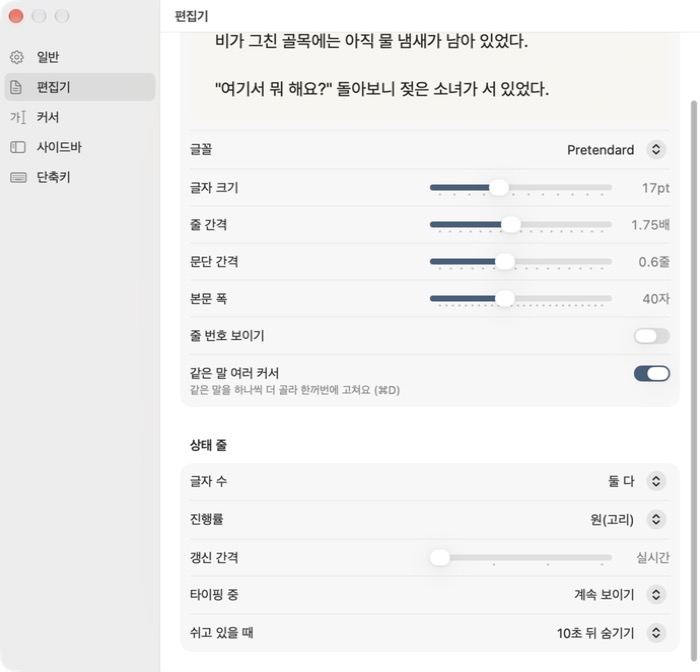 편집기
일반
편집기
커서
사이드바
단축키
비가 그친 골목에는 아직 물 냄새가 남아 있었다.
"여기서 뭐 해요?" 돌아보니 젖은 소녀가 서 있었다.
글꼴 Pretendard
글자 크기 17pt
줄 간격 1.75배
문단 간격 0.6줄
본문 폭 40자
줄 번호 보이기
같은 말 여러 커서
같은 말을 하나씩 더 골라 한꺼번에 고쳐요 (⌘D)
상태 줄
글자 수 둘 다
진행률 원(고리)
갱신 간격 실시간
타이핑 중 계속 보이기
쉬고 있을 때 10초 뒤 숨기기